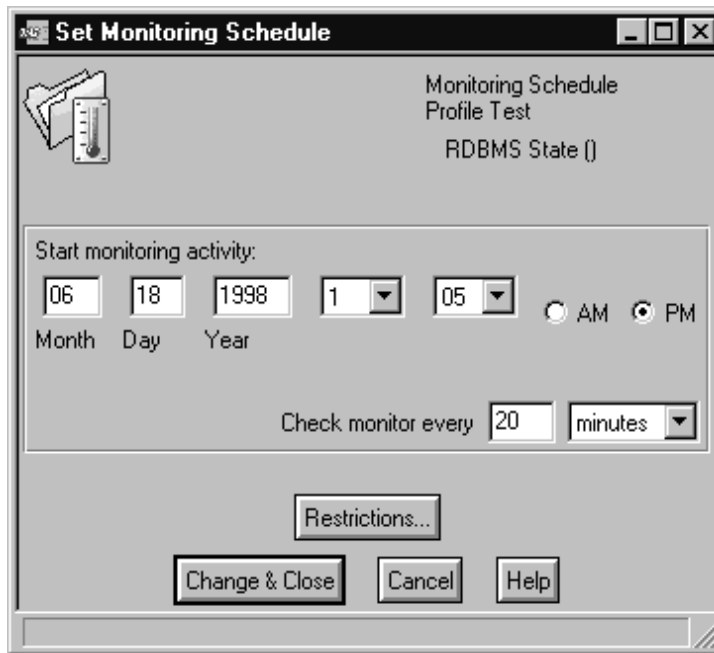 Set Monitoring Schedule
Monitoring Schedule
Profile Test
RDBMS State ()
Start monitoring activity:
06 18 1998 1 05 AM PM
Month Day Year
Check monitor every 20 minutes
Restrictions...
Change & Close Cancel Help